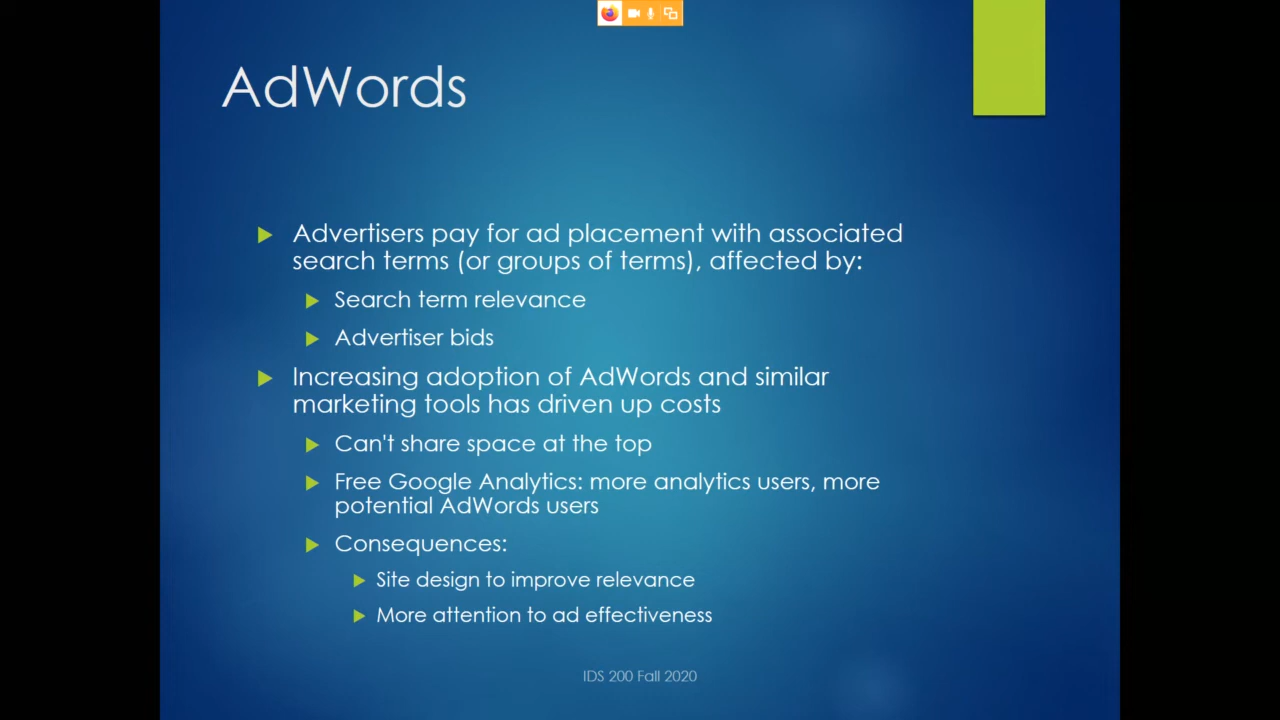 AdWords
Advertisers pay for ad placement with associated
search terms (or groups of terms), affected by:
Search term relevance
Advertiser bids
Increasing adoption of AdWords and similar
marketing tools has driven up costs
Can't share space at the top
Free Google Analytics: more analytics users, more
potential AdWords users
Consequences:
Site design to improve relevance
More attention to ad effectiveness
IDS 200 Fall 2020